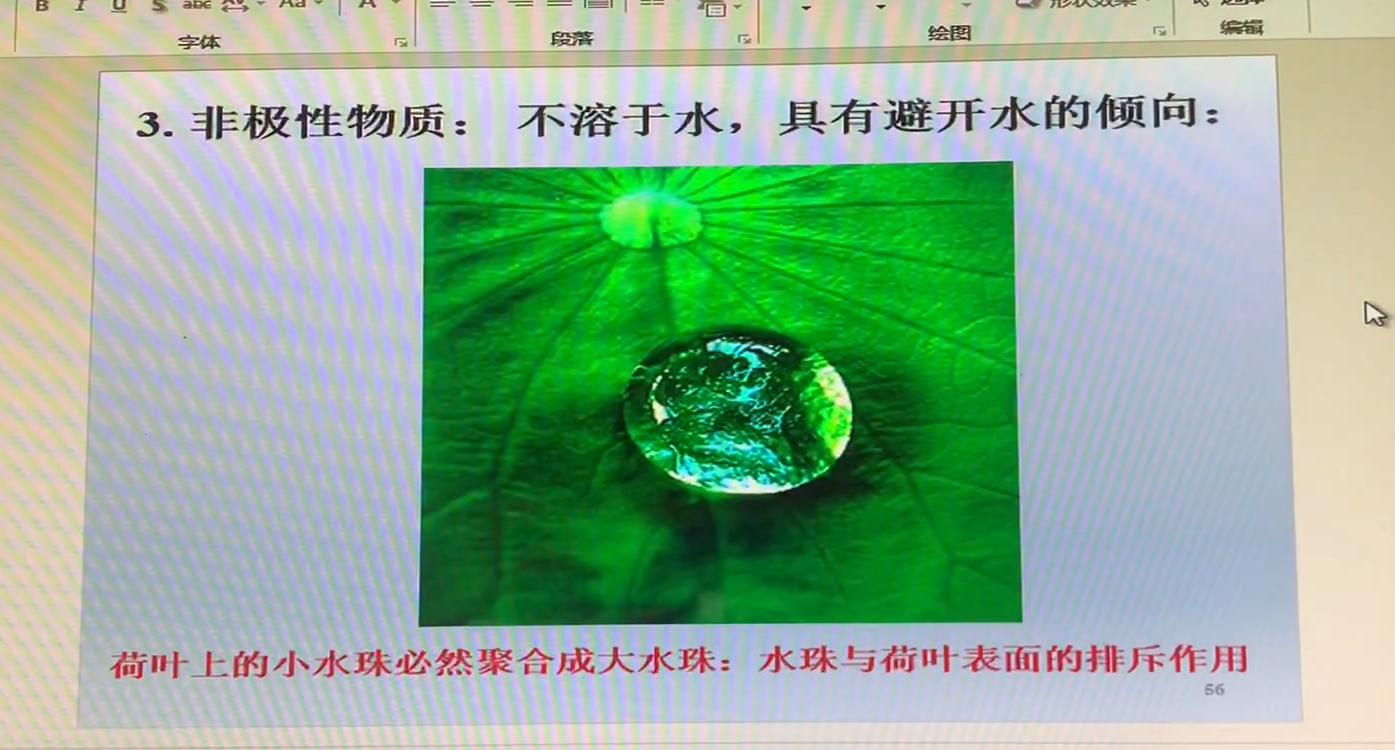 B I U S abc Aa A
字体 段落 绘图 编辑
3. 非极性物质： 不溶于水，具有避开水的倾向：
荷叶上的小水珠必然聚合成大水珠：水珠与荷叶表面的排斥作用
56